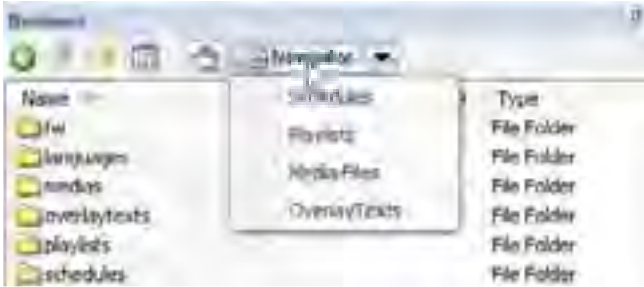 Navigator
Schedules
Name Type
Playlists
fw File Folder
languages File Folder
Media Files
medias File Folder
OverlayTexts
overlaytexts File Folder
playlists File Folder
schedules File Folder